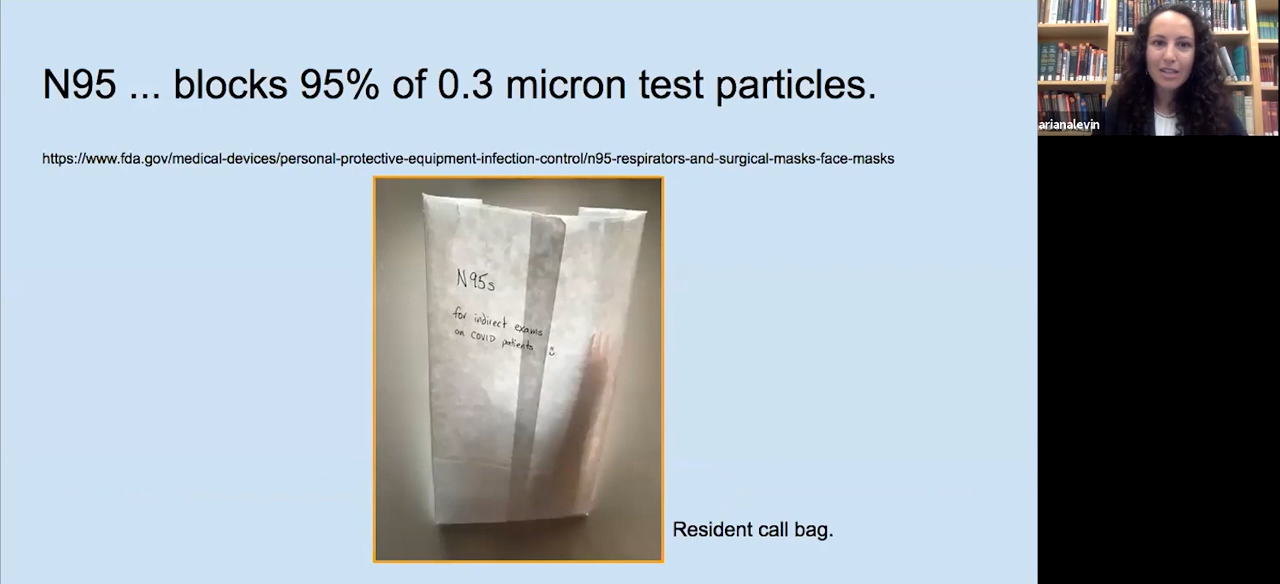 N95 ... blocks 95% of 0.3 micron test particles.
https://www.fda.gov/medical-devices/personal-protective-equipment-infection-control/n95-respirators-and-surgical-masks-face-masks
N95s
for indirect exams
on COVID patients
Resident call bag.
arianalevin